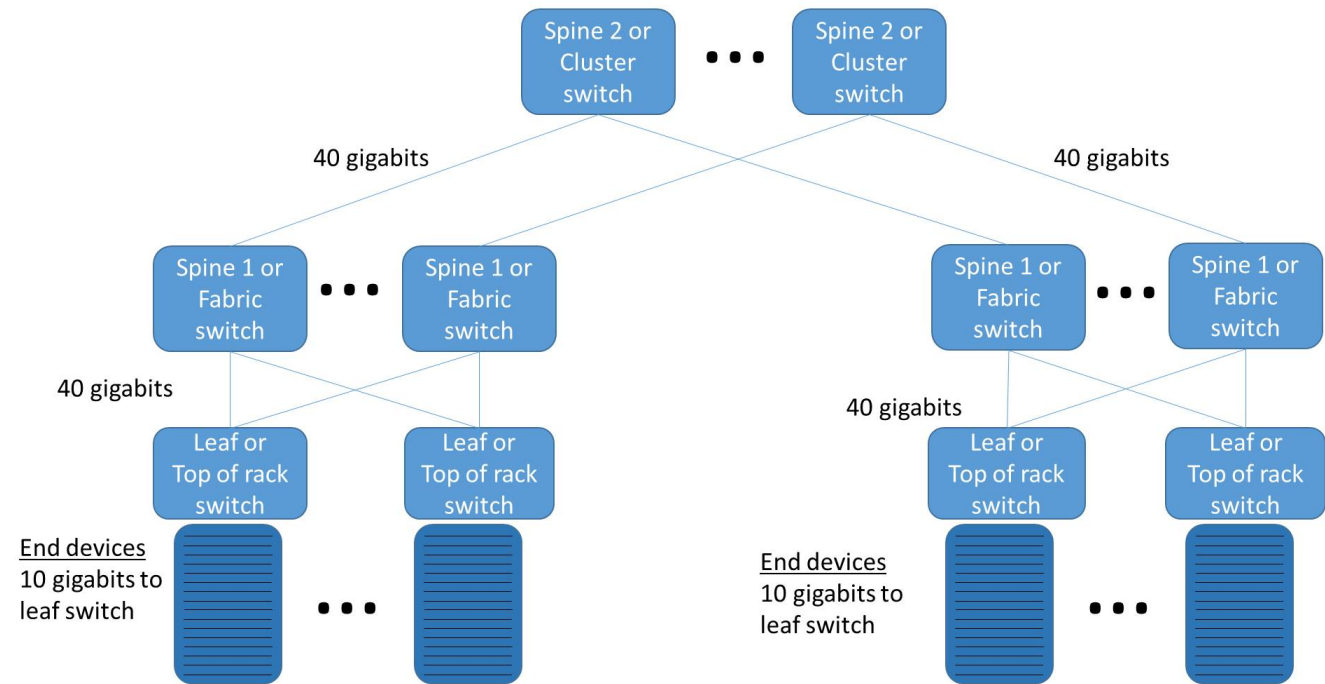 Spine 2 or
Cluster
switch
Spine 2 or
Cluster
switch
40 gigabits
40 gigabits
Spine 1 or
Fabric
switch
Spine 1 or
Fabric
switch
Spine 1 or
Fabric
switch
Spine 1 or
Fabric
switch
40 gigabits
40 gigabits
Leaf or
Top of rack
switch
Leaf or
Top of rack
switch
Leaf or
Top of rack
switch
Leaf or
Top of rack
switch
End devices
10 gigabits to
leaf switch
End devices
10 gigabits to
leaf switch